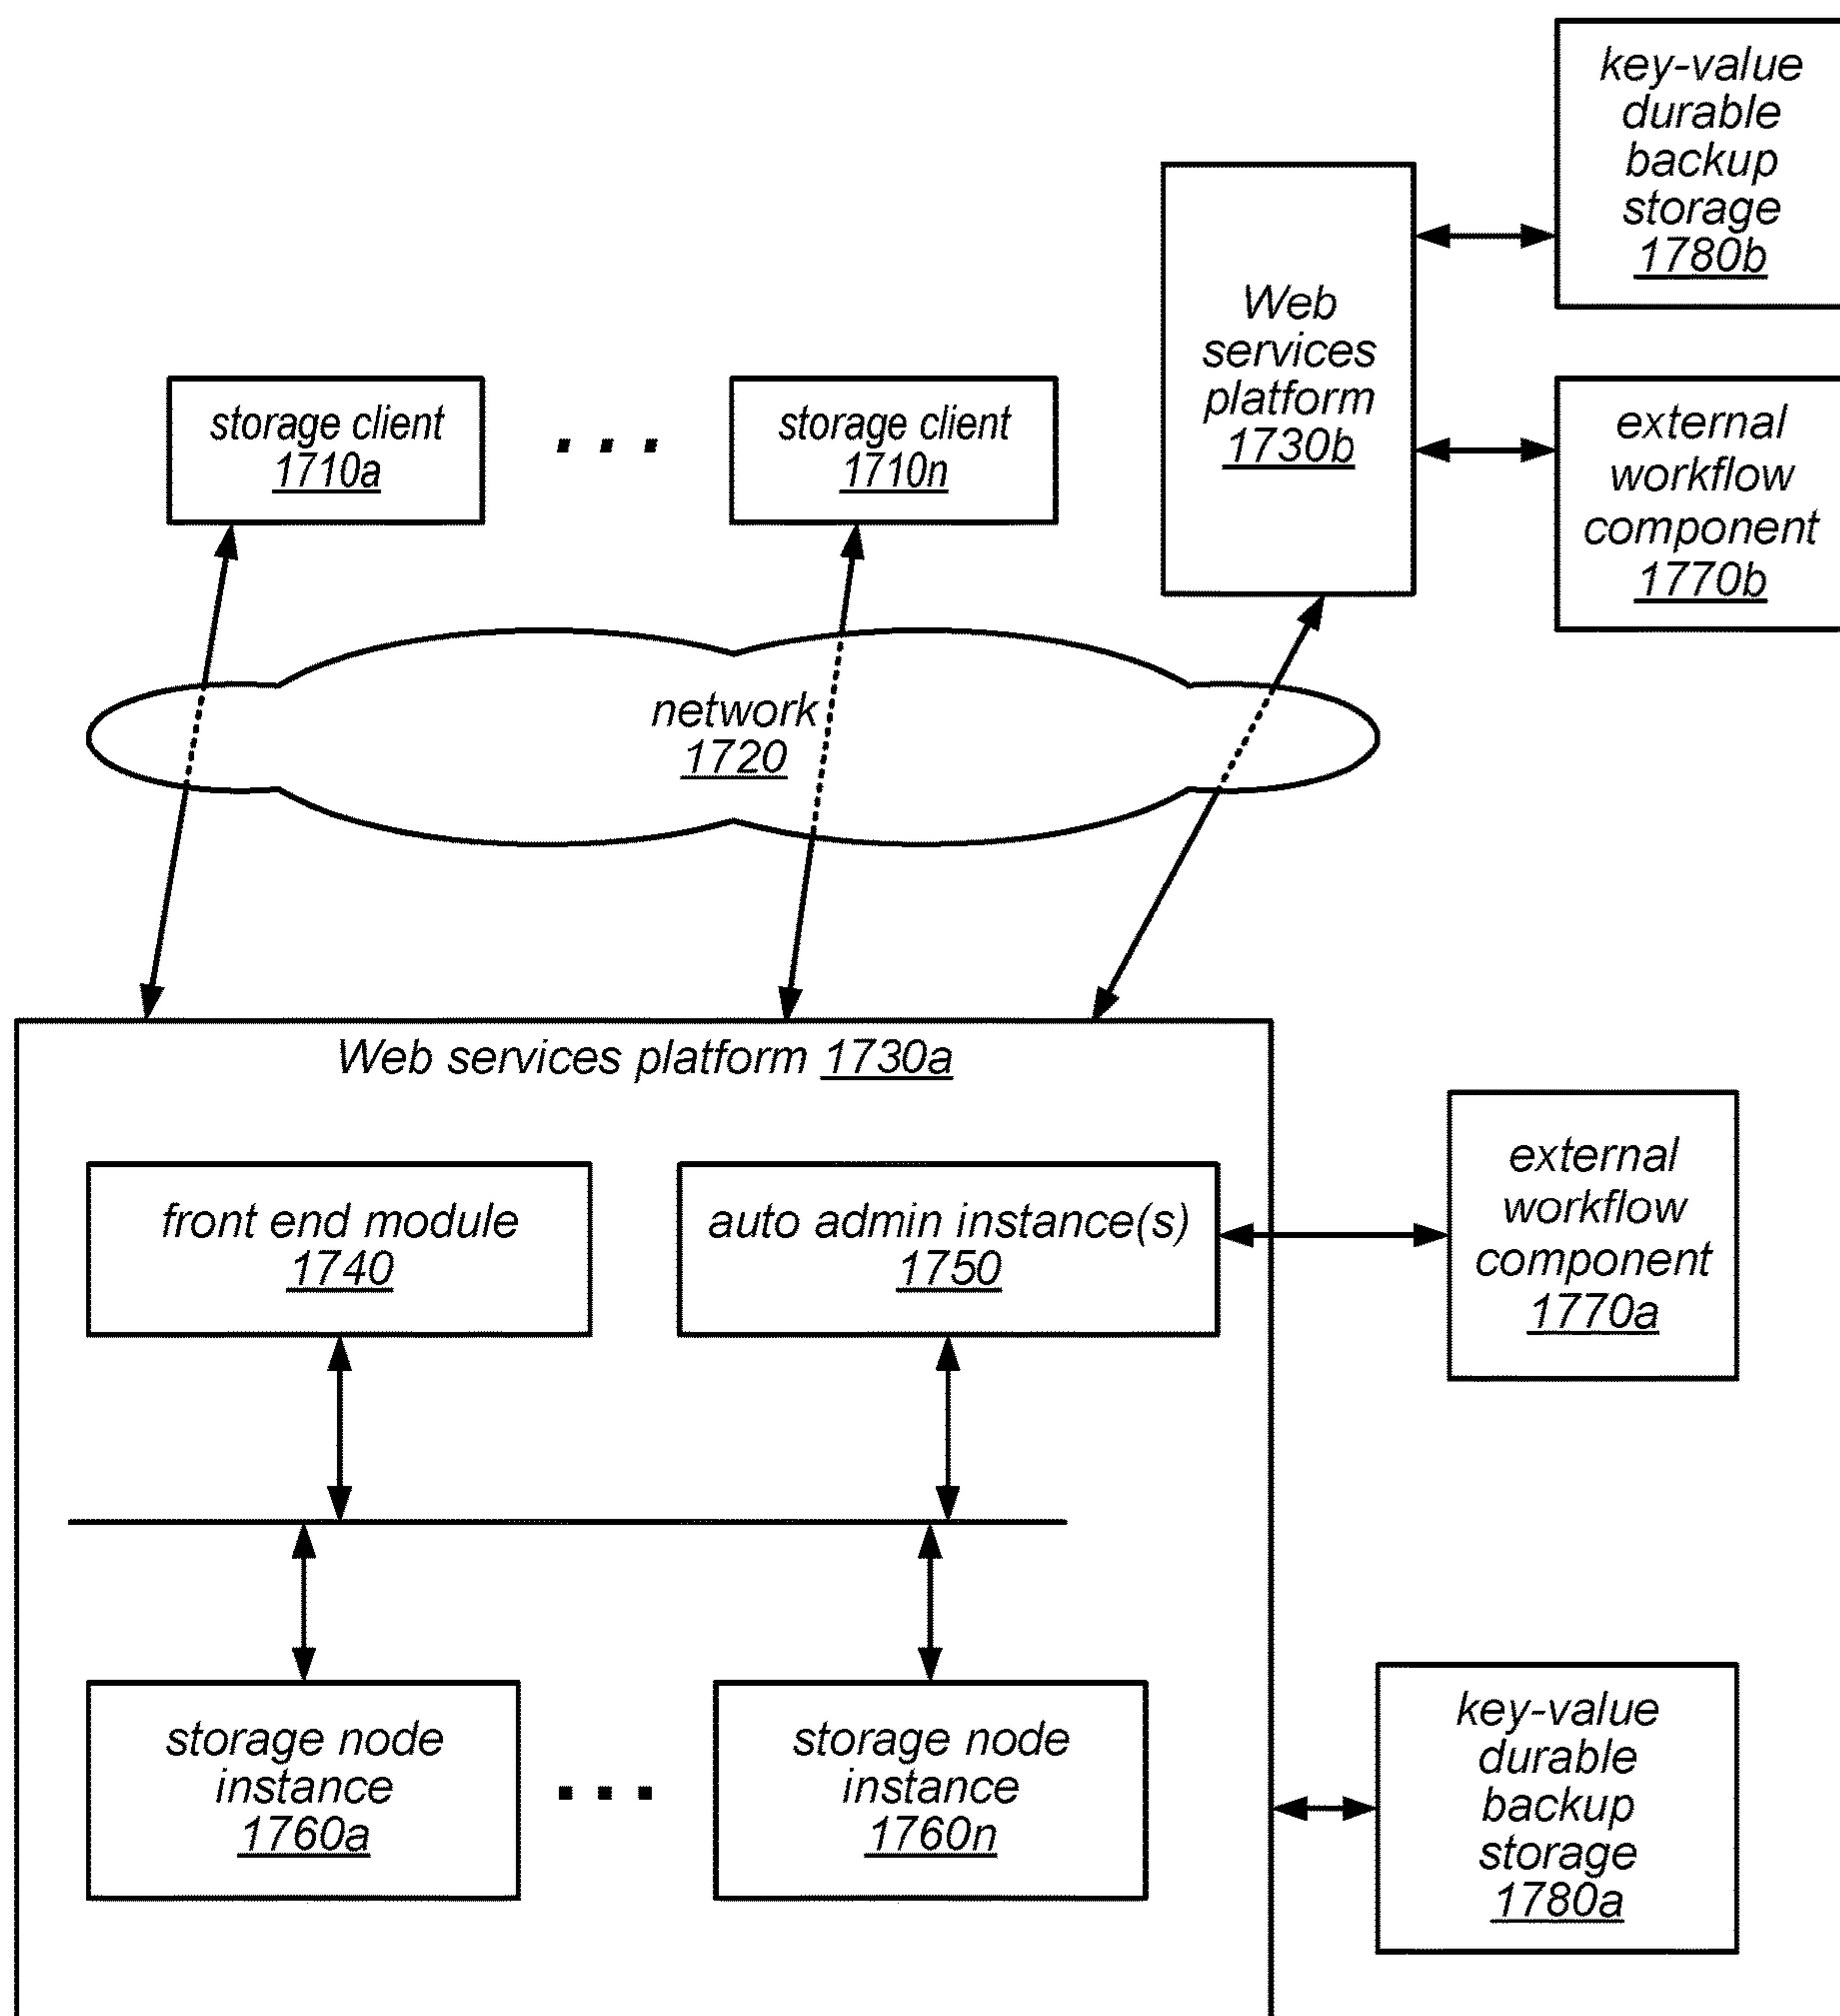 key-value
durable
backup
storage
1780b
Web
services
platform
1730b
storage client
1710a
...
storage client
1710n
external
workflow
component
1770b
network
1720
Web services platform 1730a
front end module
1740
auto admin instance(s)
1750
external
workflow
component
1770a
storage node
instance
1760a
...
storage node
instance
1760n
key-value
durable
backup
storage
1780a